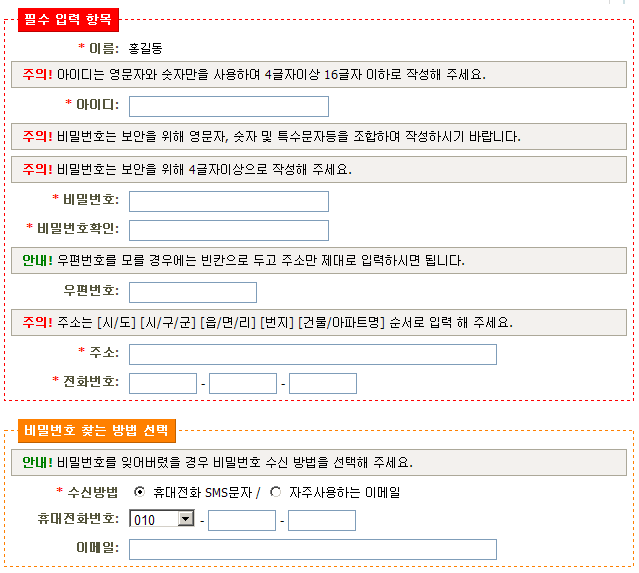 필수 입력 항목
* 이름: 홍길동
주의! 아이디는 영문자와 숫자만을 사용하여 4글자이상 16글자 이하로 작성해 주세요.
* 아이디:
주의! 비밀번호는 보안을 위해 영문자, 숫자 및 특수문자등을 조합하여 작성하시기 바랍니다.
주의! 비밀번호는 보안을 위해 4글자이상으로 작성해 주세요.
* 비밀번호:
* 비밀번호확인:
안내! 우편번호를 모를 경우에는 빈칸으로 두고 주소만 제대로 입력하시면 됩니다.
우편번호:
주의! 주소는 [시/도] [시/구/군] [읍/면/리] [번지] [건물/아파트명] 순서로 입력 해 주세요.
* 주소:
* 전화번호: - -
비밀번호 찾는 방법 선택
안내! 비밀번호를 잊어버렸을 경우 비밀번호 수신 방법을 선택해 주세요.
* 수신방법 휴대전화 SMS문자 / 자주사용하는 이메일
휴대전화번호: 010 - -
이메일: